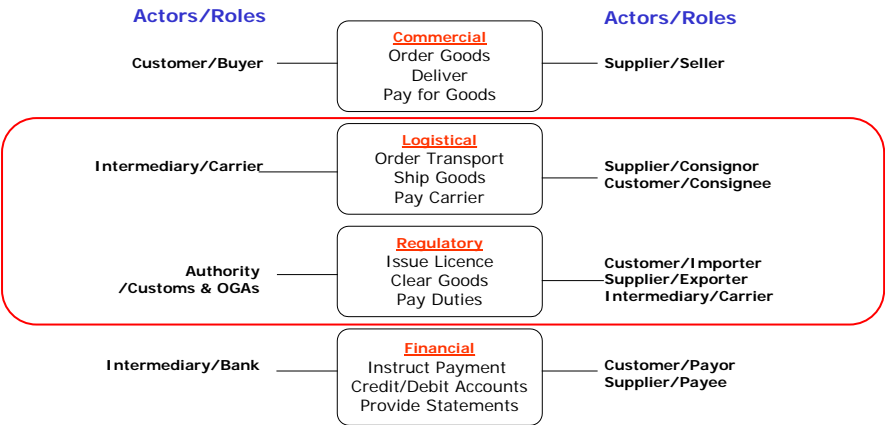 Actors/Roles
Actors/Roles
Customer/Buyer
Commercial
Order Goods
Deliver
Pay for Goods
Supplier/Seller
Intermediary/Carrier
Logistical
Order Transport
Ship Goods
Pay Carrier
Supplier/Consignor
Customer/Consignee
Authority
/Customs & OGAs
Regulatory
Issue Licence
Clear Goods
Pay Duties
Customer/Importer
Supplier/Exporter
Intermediary/Carrier
Intermediary/Bank
Financial
Instruct Payment
Credit/Debit Accounts
Provide Statements
Customer/Payor
Supplier/Payee